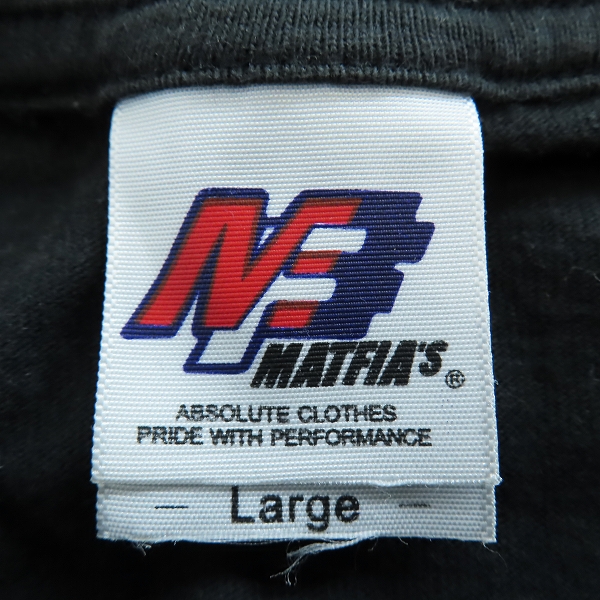 MATFIA'S®
ABSOLUTE CLOTHES
PRIDE WITH PERFORMANCE
- Large -